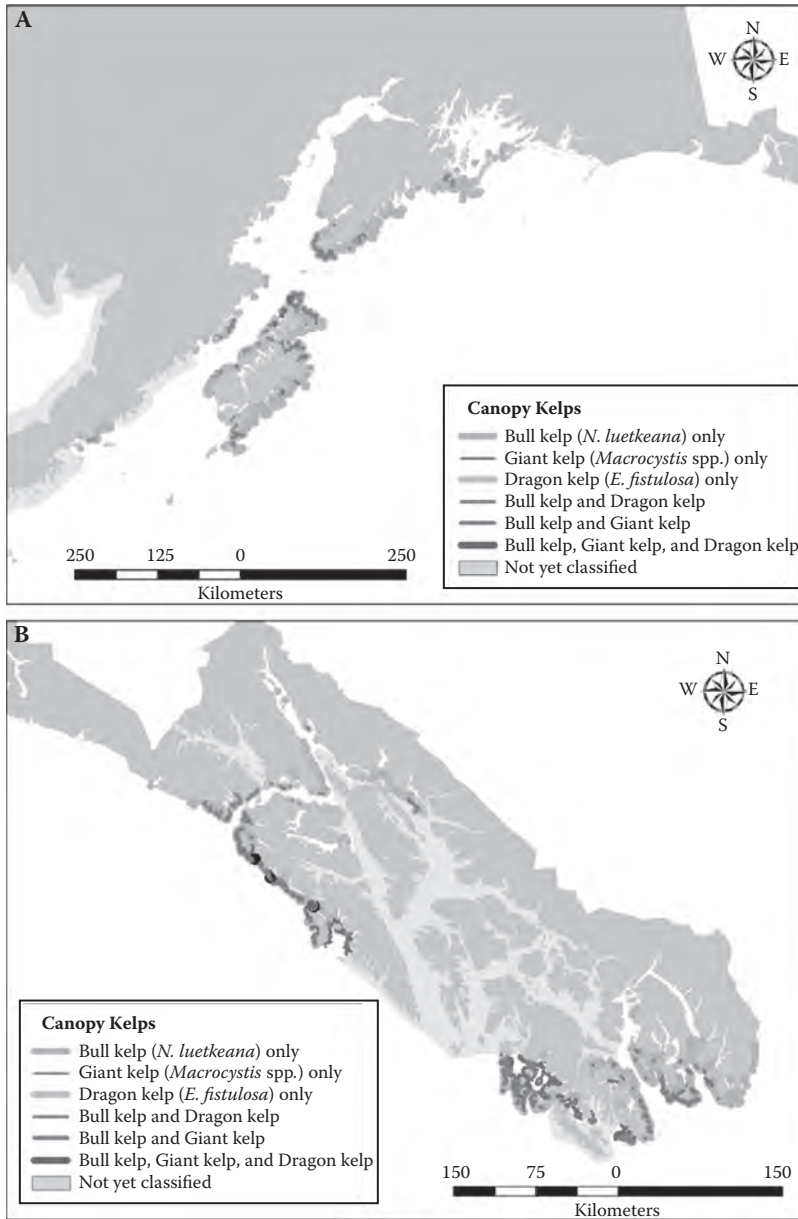 A
N
W E
S
Canopy Kelps
Bull kelp (N. luetkeana) only
Giant kelp (Macrocystis spp.) only
Dragon kelp (E. fistulosa) only
Bull kelp and Dragon kelp
Bull kelp and Giant kelp
Bull kelp, Giant kelp, and Dragon kelp
Not yet classified
250 125 0 250
Kilometers
B
N
W E
S
Canopy Kelps
Bull kelp (N. luetkeana) only
Giant kelp (Macrocystis spp.) only
Dragon kelp (E. fistulosa) only
Bull kelp and Dragon kelp
Bull kelp and Giant kelp
Bull kelp, Giant kelp, and Dragon kelp
Not yet classified
150 75 0 150
Kilometers